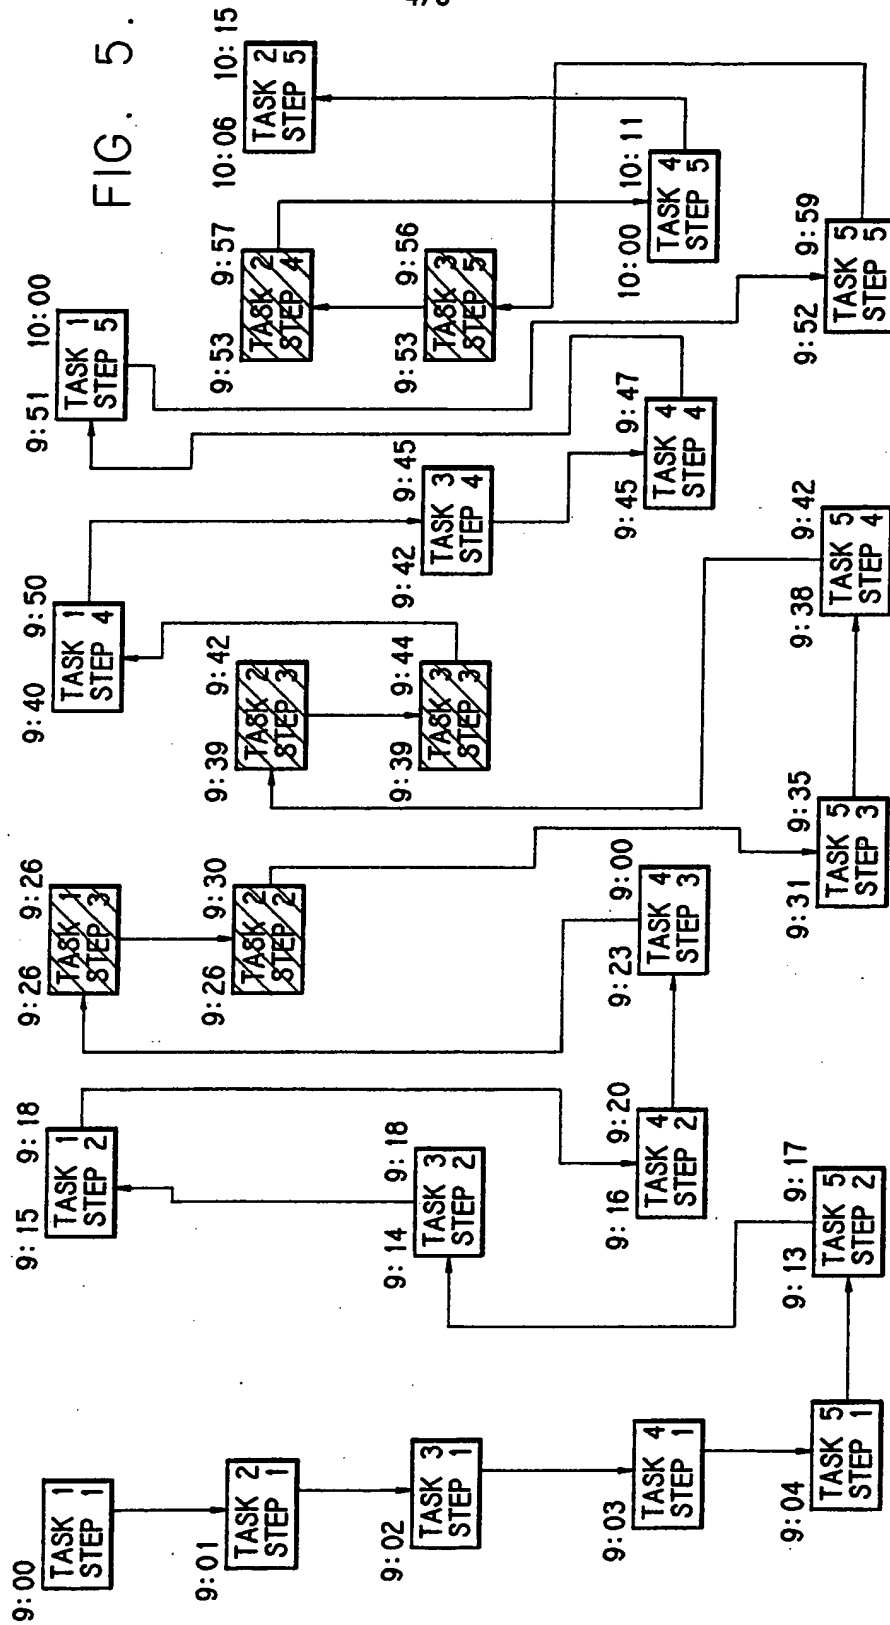 4/8
FIG. 5.
9:00
TASK 1
STEP 1
9:15 9:18
TASK 1
STEP 2
9:26 9:26
TASK 1
STEP 3
9:40 9:50
TASK 1
STEP 4
9:51 10:00
TASK 1
STEP 5
9:01
TASK 2
STEP 1
9:26 9:30
TASK 2
STEP 2
9:39 9:42
TASK 2
STEP 3
9:53 9:57
TASK 2
STEP 4
10:06 10:15
TASK 2
STEP 5
9:02
TASK 3
STEP 1
9:14 9:18
TASK 3
STEP 2
9:39 9:44
TASK 3
STEP 3
9:42 9:45
TASK 3
STEP 4
9:53 9:56
TASK 3
STEP 5
9:03
TASK 4
STEP 1
9:16 9:20
TASK 4
STEP 2
9:23 9:00
TASK 4
STEP 3
9:45 9:47
TASK 4
STEP 4
10:00 10:11
TASK 4
STEP 5
9:04
TASK 5
STEP 1
9:13 9:17
TASK 5
STEP 2
9:31 9:35
TASK 5
STEP 3
9:38 9:42
TASK 5
STEP 4
9:52 9:59
TASK 5
STEP 5